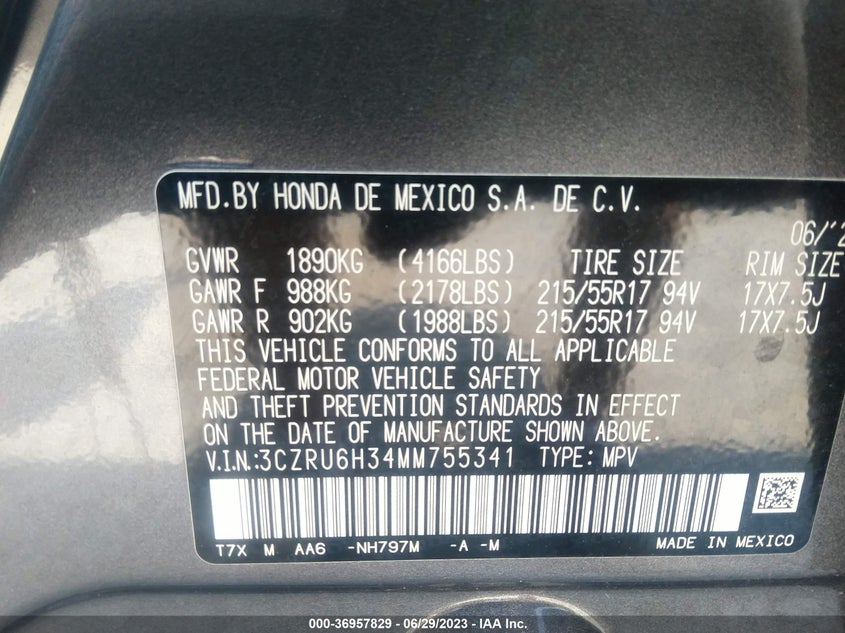 MFD.BY HONDA DE MEXICO S.A. DE C.V.
06/'2
GVWR 1890KG (4166LBS) TIRE SIZE RIM SIZE
GAWR F 988KG (2178LBS) 215/55R17 94V 17X7.5J
GAWR R 902KG (1988LBS) 215/55R17 94V 17X7.5J
THIS VEHICLE CONFORMS TO ALL APPLICABLE
FEDERAL MOTOR VEHICLE SAFETY
AND THEFT PREVENTION STANDARDS IN EFFECT
ON THE DATE OF MANUFACTURE SHOWN ABOVE.
V.I.N.:3CZRU6H34MM755341 TYPE: MPV
T7X M AA6 -NH797M -A -M MADE IN MEXICO
000-36957829 - 06/29/2023 - IAA Inc.